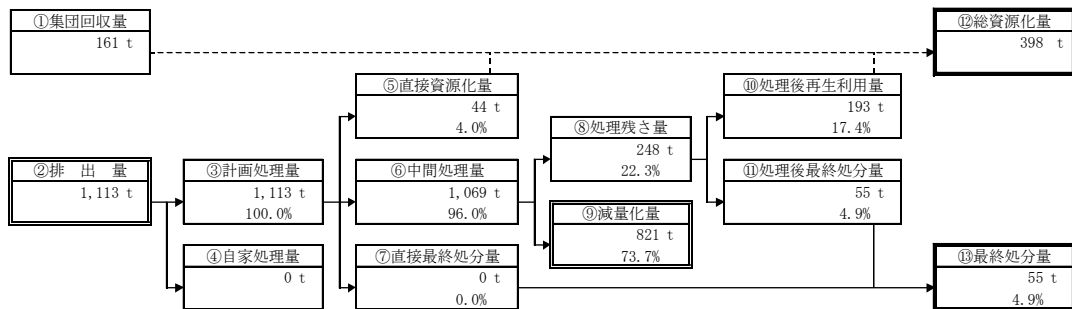 ①集団回収量
161 t
⑫総資源化量
398 t
⑤直接資源化量
44 t
4.0%
⑩処理後再生利用量
193 t
17.4%
⑧処理残さ量
248 t
22.3%
②排 出 量
1,113 t
③計画処理量
1,113 t
100.0%
⑥中間処理量
1,069 t
96.0%
⑪処理後最終処分量
55 t
4.9%
⑨減量化量
821 t
73.7%
④自家処理量
0 t
⑦直接最終処分量
0 t
0.0%
⑬最終処分量
55 t
4.9%